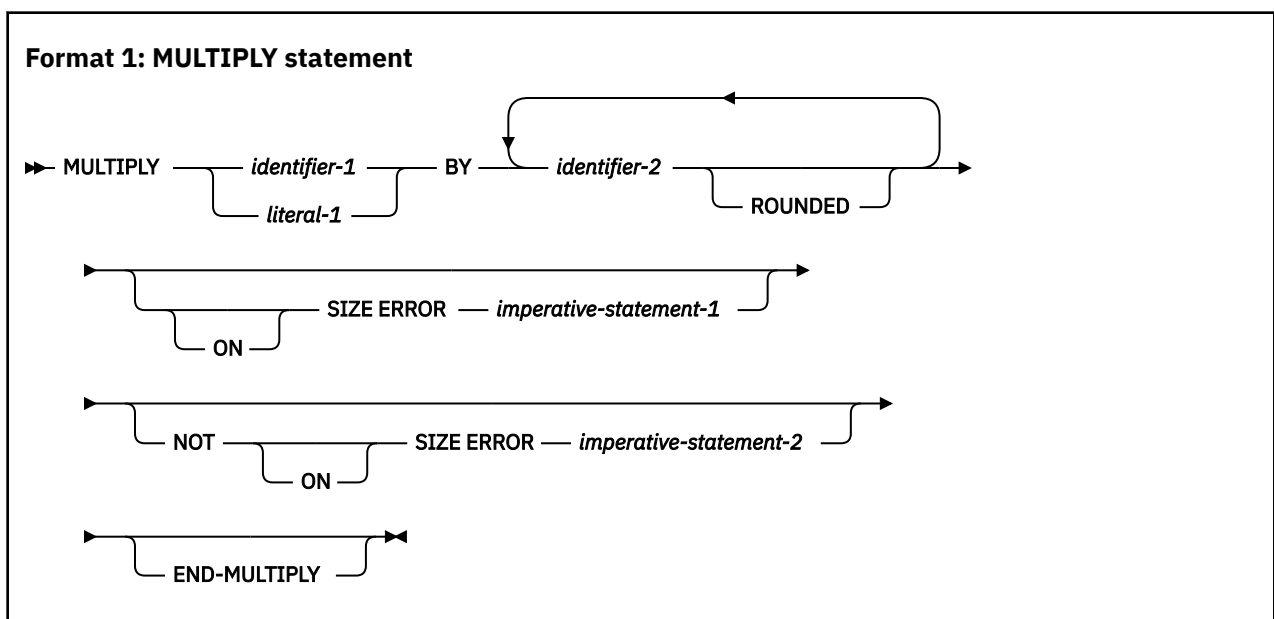 Format 1: MULTIPLY statement
MULTIPLY identifier-1 BY identifier-2
literal-1 ROUNDED
SIZE ERROR imperative-statement-1
ON
NOT SIZE ERROR imperative-statement-2
ON
END-MULTIPLY